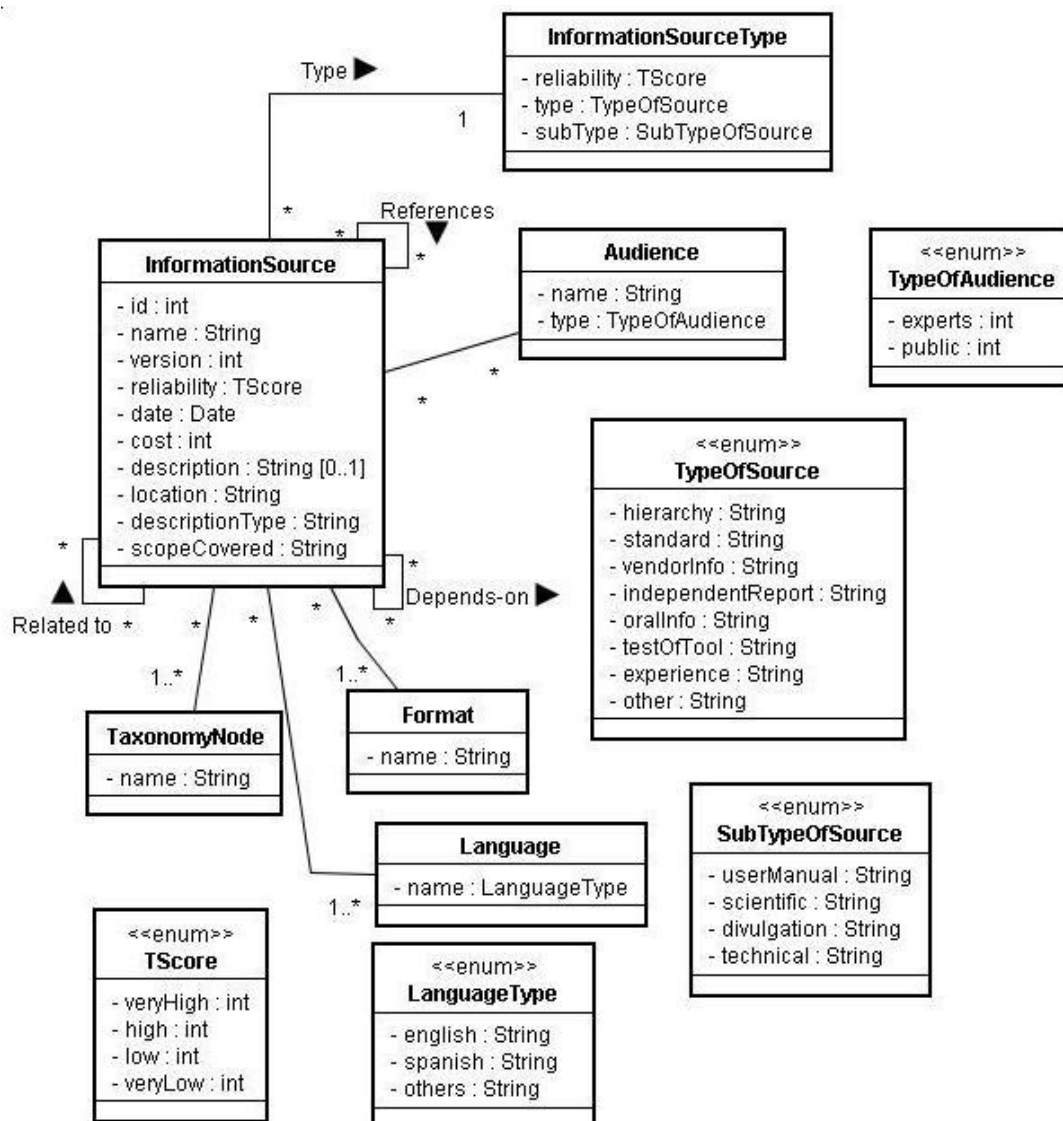 InformationSourceType
- reliability : TScore
- type : TypeOfSource
- subType : SubTypeOfSource
Type ▶
1
*
References
▼
*
*
InformationSource
- id : int
- name : String
- version : int
- reliability : TScore
- date : Date
- cost : int
- description : String [0..1]
- location : String
- descriptionType : String
- scopeCovered : String
Audience
- name : String
- type : TypeOfAudience
*
*
<<enum>>
TypeOfAudience
- experts : int
- public : int
<<enum>>
TypeOfSource
- hierarchy : String
- standard : String
- vendorInfo : String
- independentReport : String
- oralInfo : String
- testOfTool : String
- experience : String
- other : String
*
▲
Related to *
*
Depends-on ▶
*
*
1..*
*
1..*
*
TaxonomyNode
- name : String
Format
- name : String
<<enum>>
SubTypeOfSource
- userManual : String
- scientific : String
- divulgation : String
- technical : String
Language
- name : LanguageType
1..*
<<enum>>
TScore
- veryHigh : int
- high : int
- low : int
- veryLow : int
<<enum>>
LanguageType
- english : String
- spanish : String
- others : String